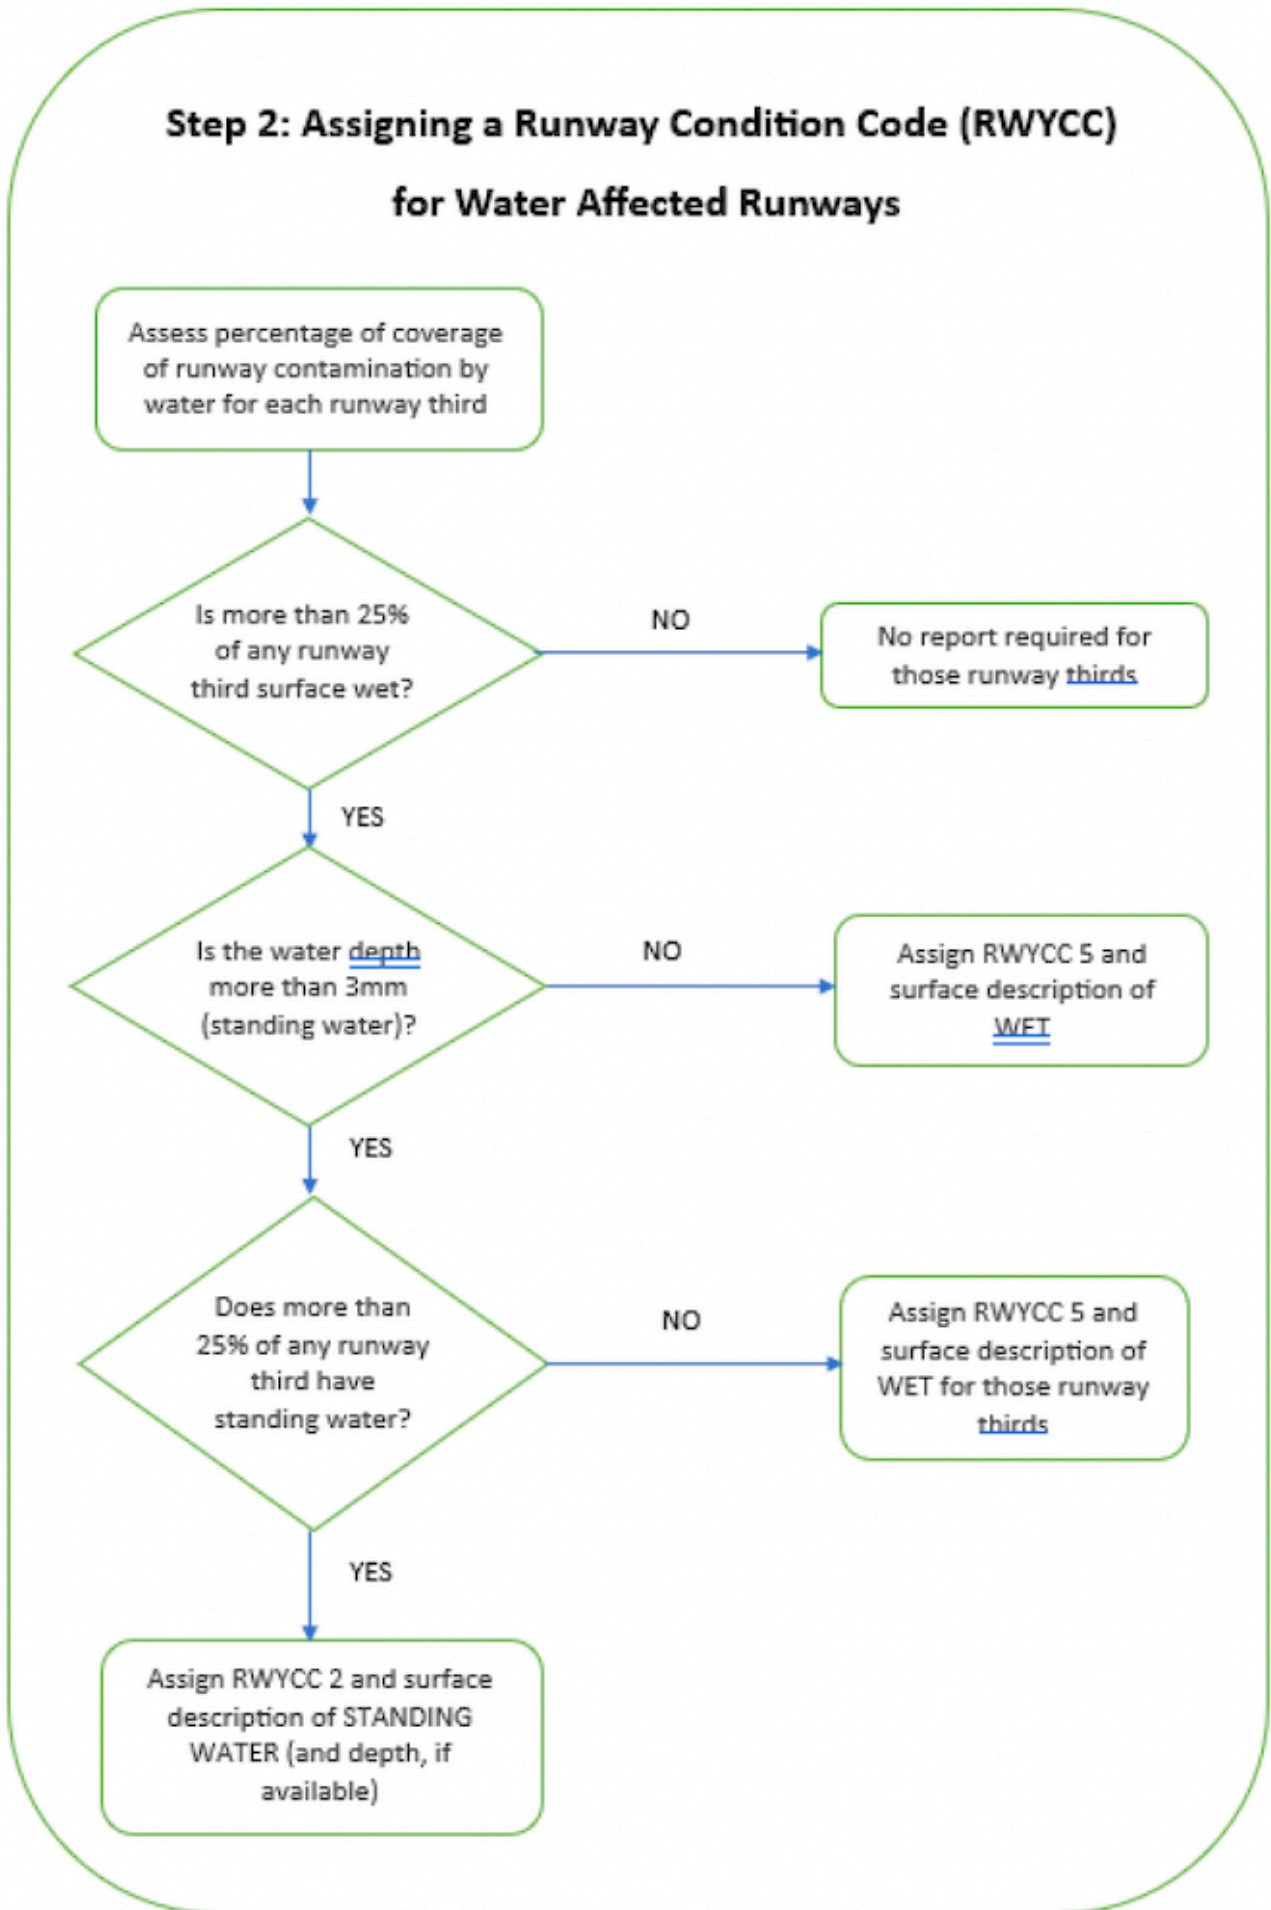 Step 2: Assigning a Runway Condition Code (RWYCC)
for Water Affected Runways
Assess percentage of coverage
of runway contamination by
water for each runway third
Is more than 25%
of any runway
third surface wet?
NO
No report required for
those runway thirds
YES
Is the water depth
more than 3mm
(standing water)?
NO
Assign RWYCC 5 and
surface description of
WET
YES
Does more than
25% of any runway
third have
standing water?
NO
Assign RWYCC 5 and
surface description of
WET for those runway
thirds
YES
Assign RWYCC 2 and surface
description of STANDING
WATER (and depth, if
available)